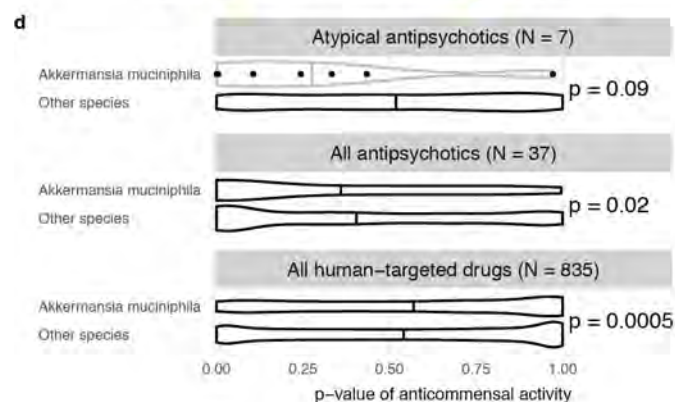 d
Atypical antipsychotics (N = 7)
Akkermansia muciniphila
Other species
p = 0.09
All antipsychotics (N = 37)
Akkermansia muciniphila
Other species
p = 0.02
All human−targeted drugs (N = 835)
Akkermansia muciniphila
Other species
p = 0.0005
0.00 0.25 0.50 0.75 1.00
p−value of anticommensal activity